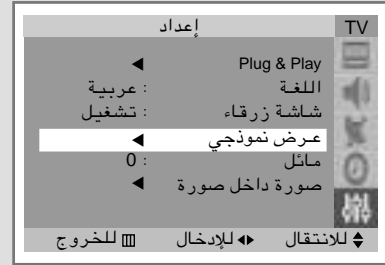 TV إعداد
Plug & Play ◀
اللغة : عربية
شاشة زرقاء : تشغيل
عرض نموذجي ◀
مائل : 0
صورة داخل صورة ◀
للانتقال للإدخال للخروج